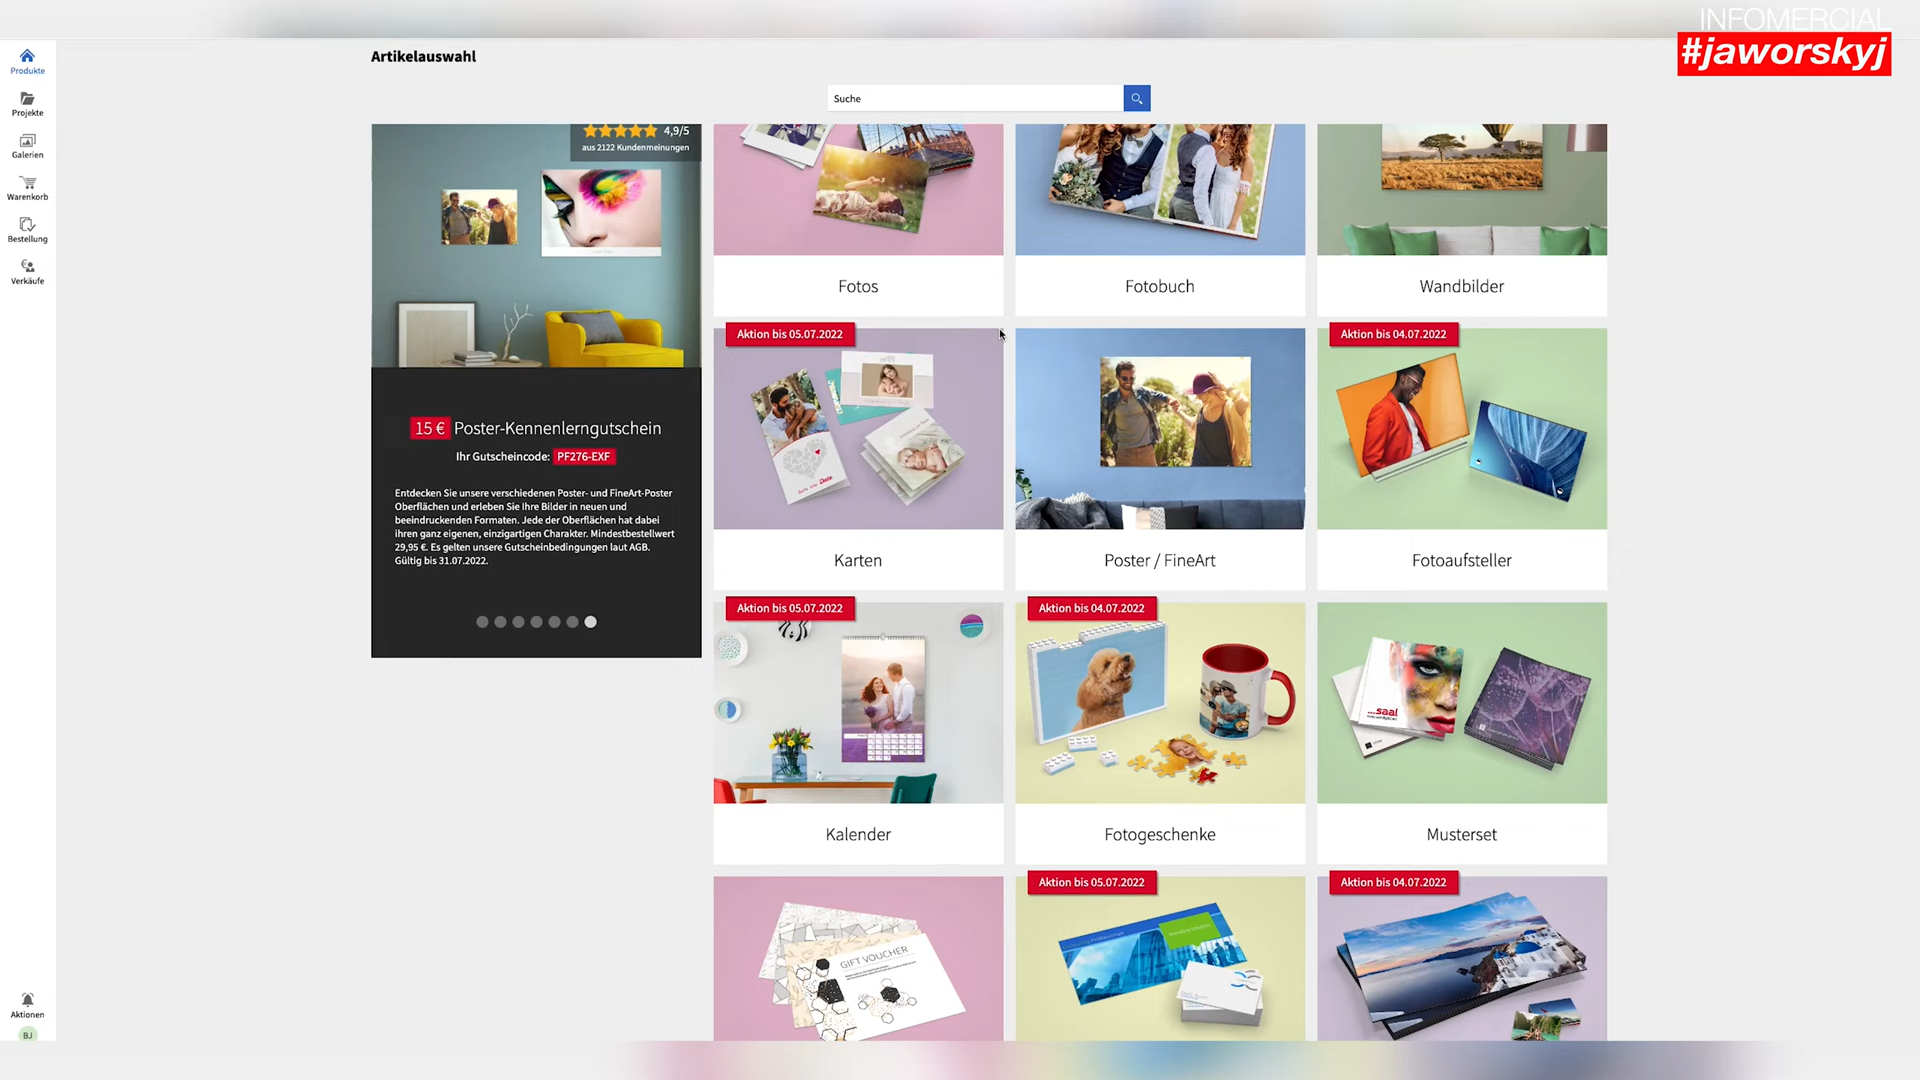 INFOMERCIAL
#jaworskyj
Artikelauswahl
Suche
Produkte
Projekte
Galerien
Warenkorb
Bestellung
Verkäufe
4,9/5
aus 2122 Kundenmeinungen
15 € Poster-Kennenlerngutschein
Ihr Gutscheincode: PF276-EXF
Entdecken Sie unsere verschiedenen Poster- und FineArt-Poster
Oberflächen und erleben Sie Ihre Bilder in neuen und
beeindruckenden Formaten. Jede der Oberflächen hat dabei
ihren ganz eigenen, einzigartigen Charakter. Mindestbestellwert
29,95 €. Es gelten unsere Gutscheinbedingungen laut AGB.
Gültig bis 31.07.2022.
Fotos
Fotobuch
Wandbilder
Aktion bis 05.07.2022
Aktion bis 04.07.2022
Karten
Poster / FineArt
Fotoaufsteller
Aktion bis 05.07.2022
Aktion bis 04.07.2022
...saal
Kalender
Fotogeschenke
Musterset
Aktion bis 05.07.2022
Aktion bis 04.07.2022
GIFT VOUCHER
Aktionen
BJ